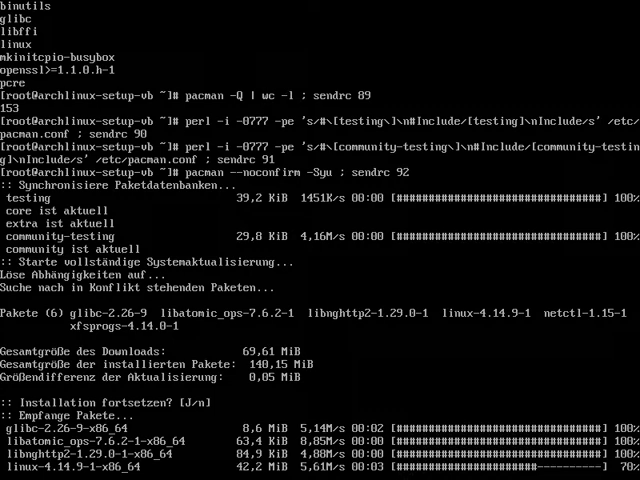 binutils
glibc
libffi
linux
mkinitcpio-busybox
openssl>=1.1.0.h-1
pcre
[root@archlinux-setup-vb ~]# pacman -Q | wc -l ; sendrc 89
153
[root@archlinux-setup-vb ~]# perl -i -0777 -pe 's/#\[testing\]\n#Include/[testing]\nInclude/s' /etc/
pacman.conf ; sendrc 90
[root@archlinux-setup-vb ~]# perl -i -0777 -pe 's/#\[community-testing\]\n#Include/[community-testin
g]\nInclude/s' /etc/pacman.conf ; sendrc 91
[root@archlinux-setup-vb ~]# pacman --noconfirm -Syu ; sendrc 92
:: Synchronisiere Paketdatenbanken...
testing 39,2 KiB 1451K/s 00:00 [##################################] 100%
core ist aktuell
extra ist aktuell
community-testing 29,8 KiB 4,16M/s 00:00 [##################################] 100%
community ist aktuell
:: Starte vollständige Systemaktualisierung...
Löse Abhängigkeiten auf...
Suche nach in Konflikt stehenden Paketen...
Pakete (6) glibc-2.26-9 libatomic_ops-7.6.2-1 libnghttp2-1.29.0-1 linux-4.14.9-1 netctl-1.15-1
xfsprogs-4.14.0-1
Gesamtgröße des Downloads: 69,61 MiB
Gesamtgröße der installierten Pakete: 140,15 MiB
Größendifferenz der Aktualisierung: 0,05 MiB
:: Installation fortsetzen? [J/n]
:: Empfange Pakete...
glibc-2.26-9-x86_64 8,6 MiB 5,14M/s 00:02 [##################################] 100%
libatomic_ops-7.6.2-1-x86_64 63,4 KiB 8,85M/s 00:00 [##################################] 100%
libnghttp2-1.29.0-1-x86_64 84,9 KiB 4,88M/s 00:00 [##################################] 100%
linux-4.14.9-1-x86_64 42,2 MiB 5,61M/s 00:03 [#######################-----------] 70%